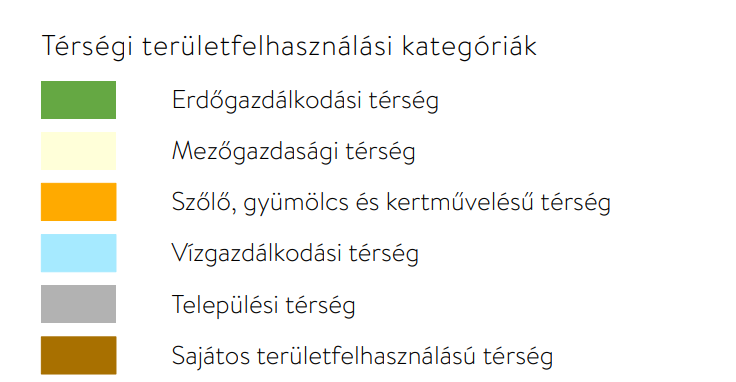 Térségi területfelhasználási kategóriák
Erdőgazdálkodási térség
Mezőgazdasági térség
Szőlő, gyümölcs és kertművelésű térség
Vízgazdálkodási térség
Települési térség
Sajátos területfelhasználású térség